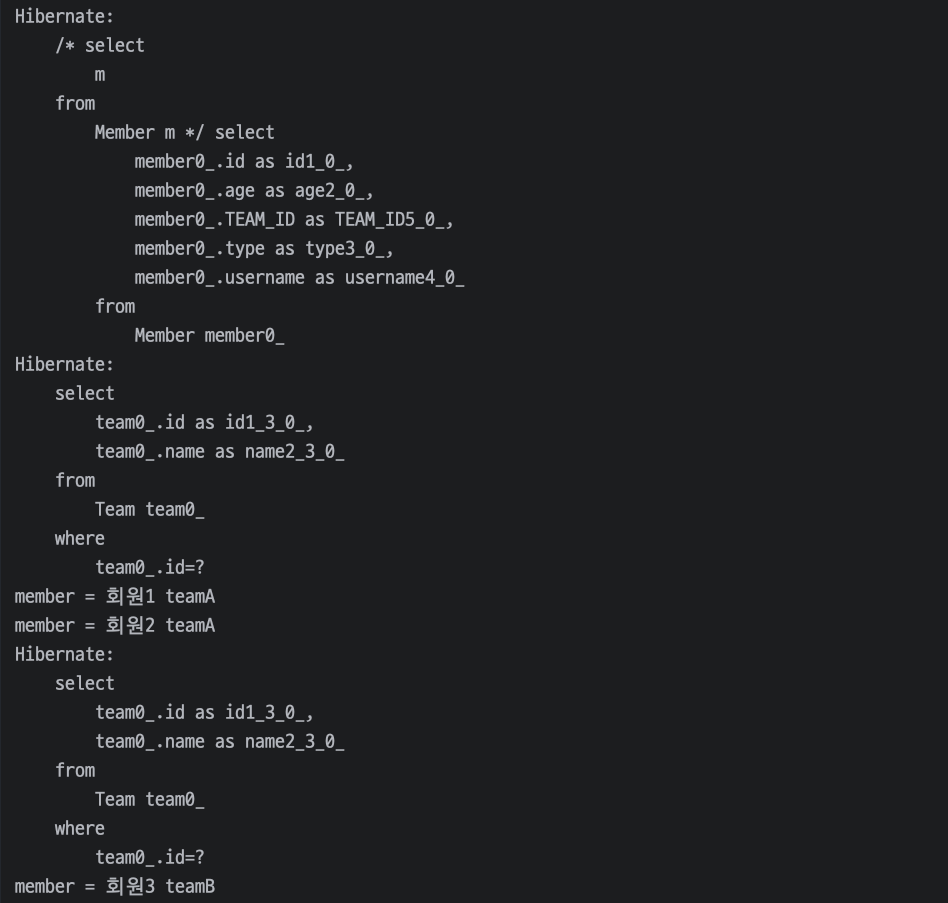 Hibernate:
/* select
m
from
Member m */ select
member0_.id as id1_0_,
member0_.age as age2_0_,
member0_.TEAM_ID as TEAM_ID5_0_,
member0_.type as type3_0_,
member0_.username as username4_0_
from
Member member0_
Hibernate:
select
team0_.id as id1_3_0_,
team0_.name as name2_3_0_
from
Team team0_
where
team0_.id=?
member = 회원1 teamA
member = 회원2 teamA
Hibernate:
select
team0_.id as id1_3_0_,
team0_.name as name2_3_0_
from
Team team0_
where
team0_.id=?
member = 회원3 teamB